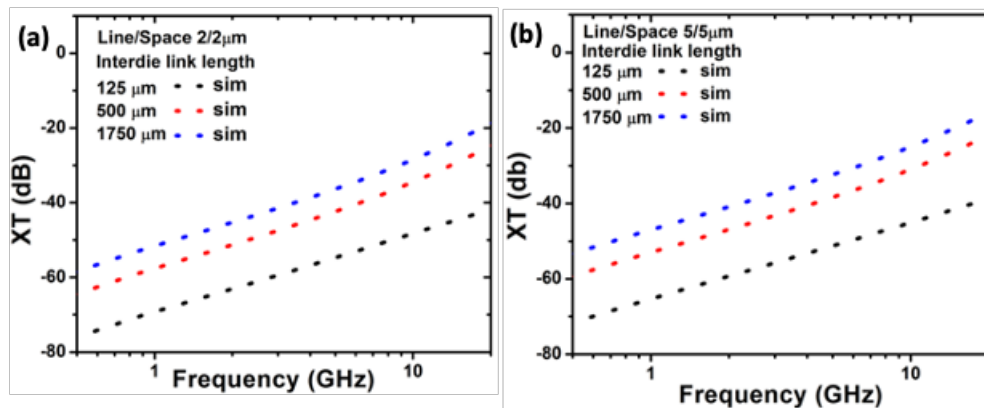 (a)
Line/Space 2/2μm
Interdie link length
125 μm sim
500 μm sim
1750 μm sim
0
-20
-40
-60
-80
XT (dB)
1
10
Frequency (GHz)
(b)
Line/Space 5/5μm
Interdie link length
125 μm sim
500 μm sim
1750 μm sim
0
-20
-40
-60
-80
XT (db)
1
10
Frequency (GHz)